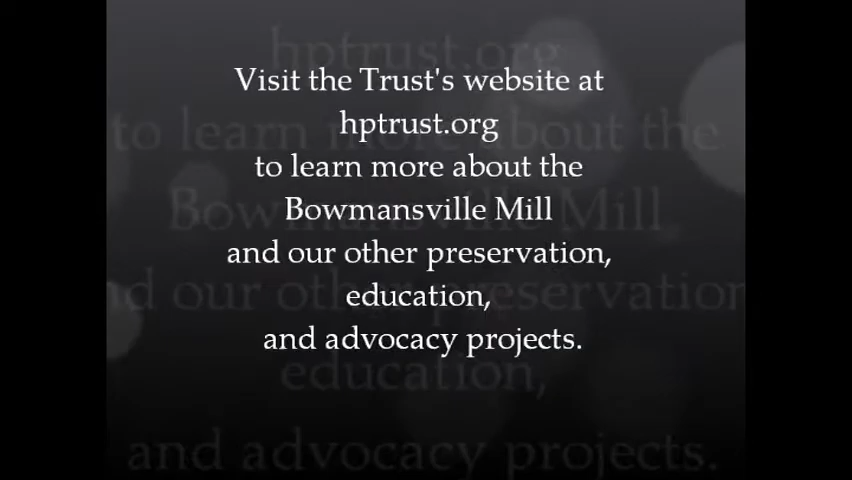 Visit the Trust's website at
hptrust.org
to learn more about the
Bowmansville Mill
and our other preservation,
education,
and advocacy projects.